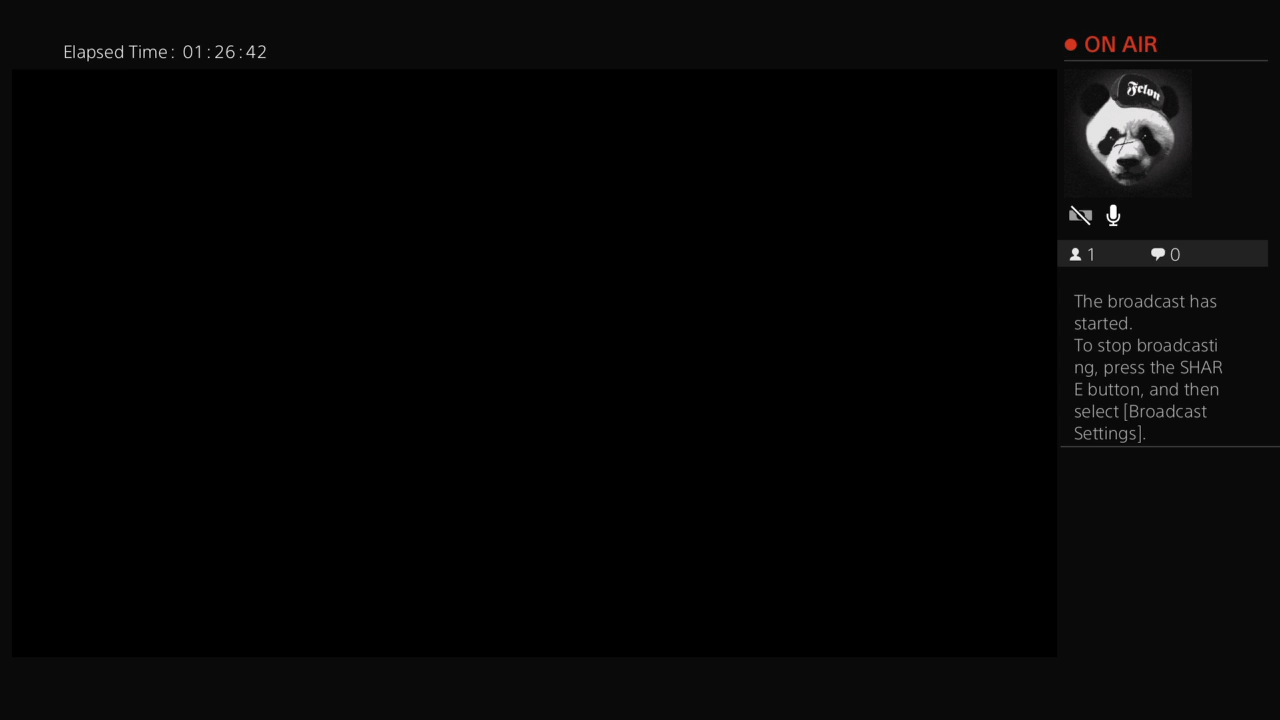 Elapsed Time: 01:26:42
ON AIR
Felon
1 0
The broadcast has
started.
To stop broadcasti
ng, press the SHAR
E button, and then
select [Broadcast
Settings].